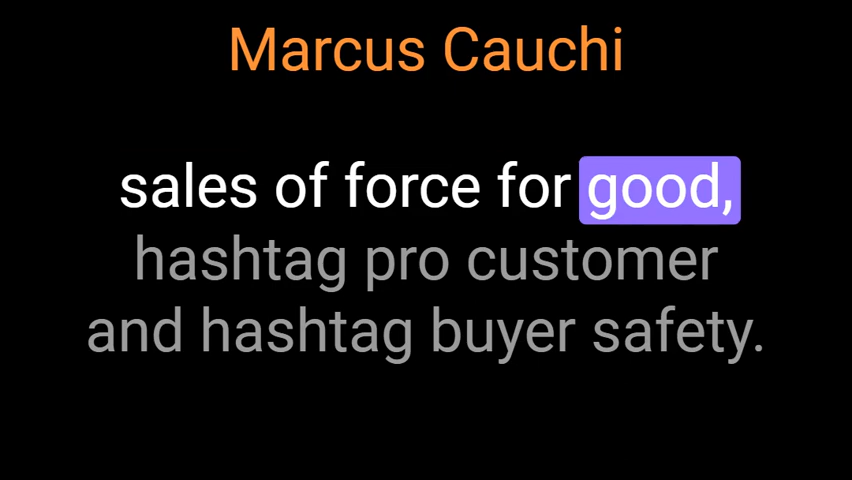 Marcus Cauchi
sales of force for good,
hashtag pro customer
and hashtag buyer safety.